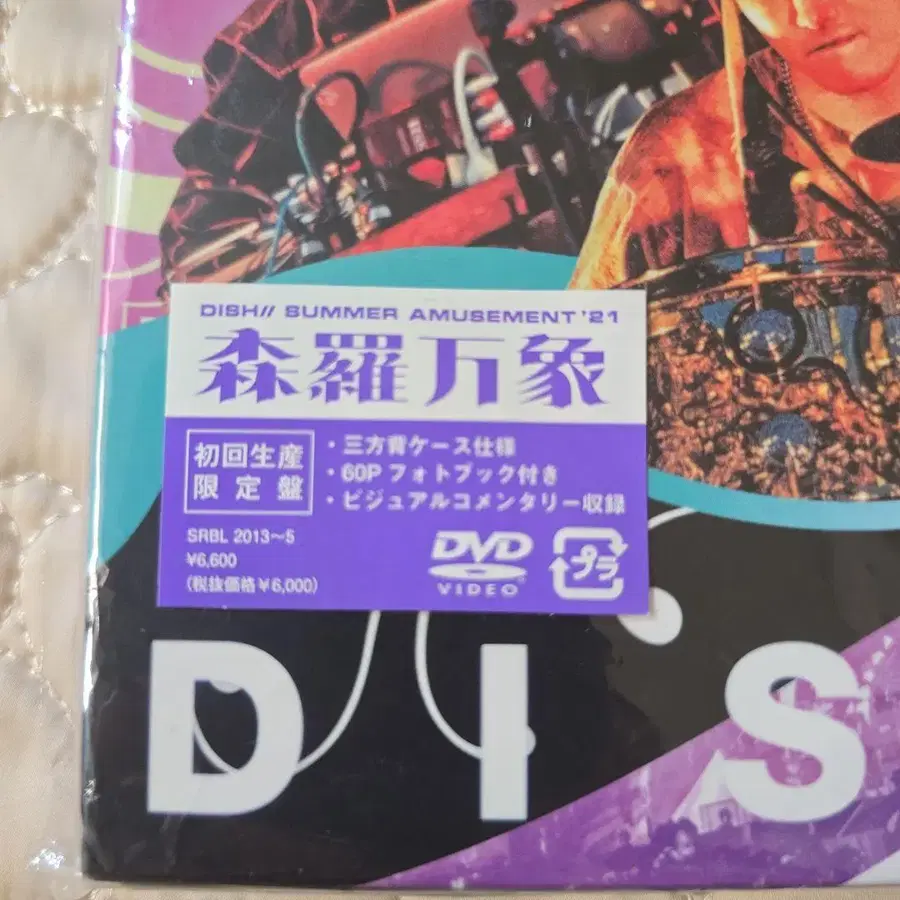 DISH// SUMMER AMUSEMENT '21
森羅万象
初回生産
限定盤
・三方背ケース仕様
・60P フォトブック付き
・ビジュアルコメンタリー収録
SRBL 2013～5
¥6,600
(税抜価格¥6,000)
DVD
VIDEO
プラ
DIS